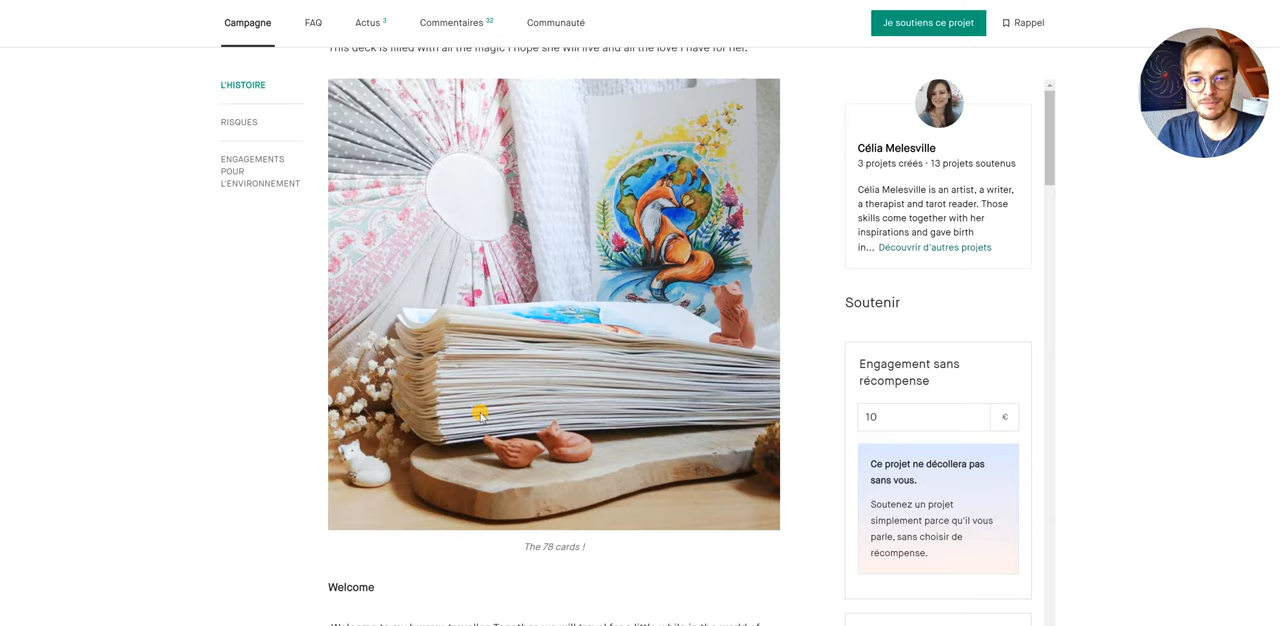 Campagne
FAQ
Actus 3
Commentaires 32
Communauté
Je soutiens ce projet
Rappel
This deck is filled with all the magic I hope she will live and all the love I have for her.
L'HISTOIRE
RISQUES
ENGAGEMENTS
POUR
L'ENVIRONNEMENT
The 78 cards !
Welcome
Célia Melesville
3 projets créés · 13 projets soutenus
Célia Melesville is an artist, a writer,
a therapist and tarot reader. Those
skills come together with her
inspirations and gave birth
in... Découvrir d'autres projets
Soutenir
Engagement sans
récompense
10 €
Ce projet ne décollera pas
sans vous.
Soutenez un projet
simplement parce qu'il vous
parle, sans choisir de
récompense.